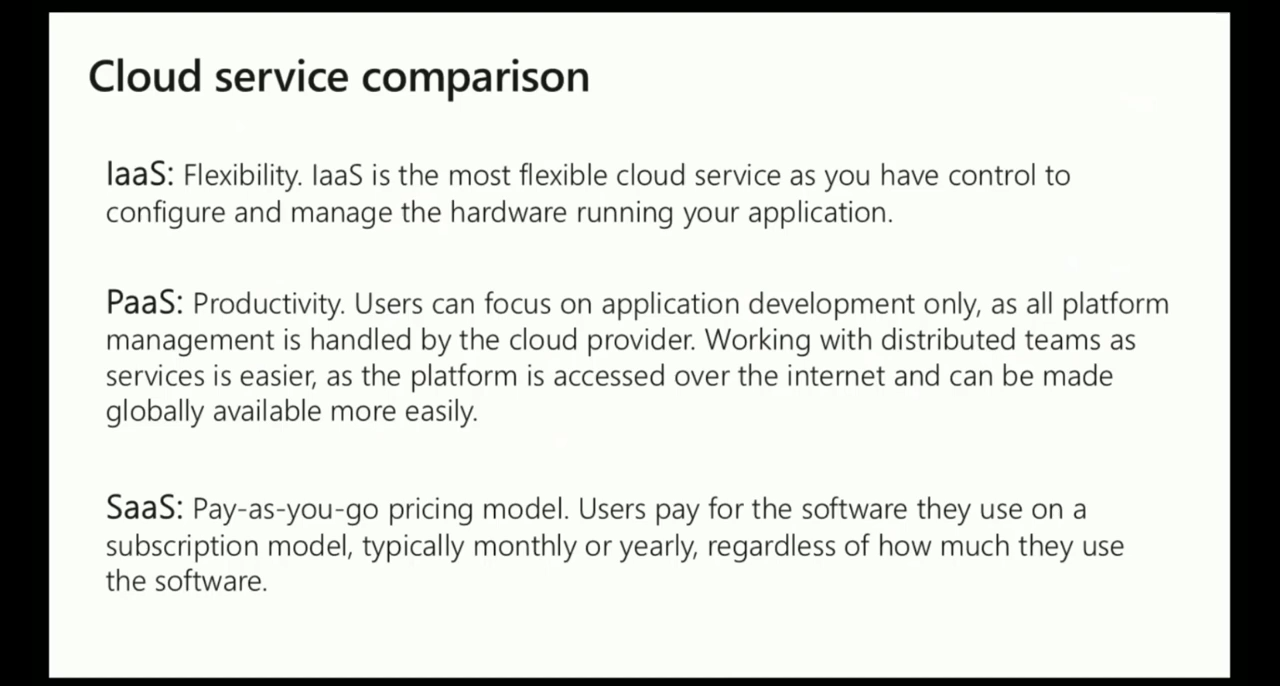 Cloud service comparison
IaaS: Flexibility. IaaS is the most flexible cloud service as you have control to
configure and manage the hardware running your application.
PaaS: Productivity. Users can focus on application development only, as all platform
management is handled by the cloud provider. Working with distributed teams as
services is easier, as the platform is accessed over the internet and can be made
globally available more easily.
SaaS: Pay-as-you-go pricing model. Users pay for the software they use on a
subscription model, typically monthly or yearly, regardless of how much they use
the software.